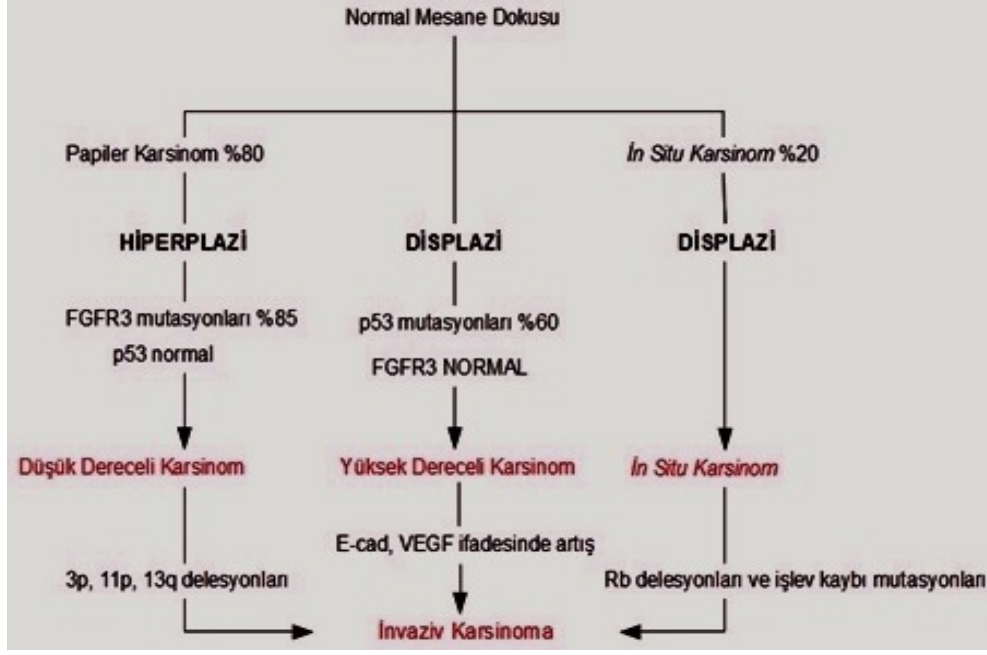 Normal Mesane Dokusu
Papiler Karsinom %80
İn Situ Karsinom %20
HİPERPLAZİ
DİSPLAZİ
DİSPLAZİ
FGFR3 mutasyonları %85
p53 normal
p53 mutasyonları %60
FGFR3 NORMAL
Düşük Dereceli Karsinom
Yüksek Dereceli Karsinom
İn Situ Karsinom
E-cad, VEGF ifadesinde artış
3p, 11p, 13q delesyonları
Rb delesyonları ve işlev kaybı mutasyonları
İnvaziv Karsinoma